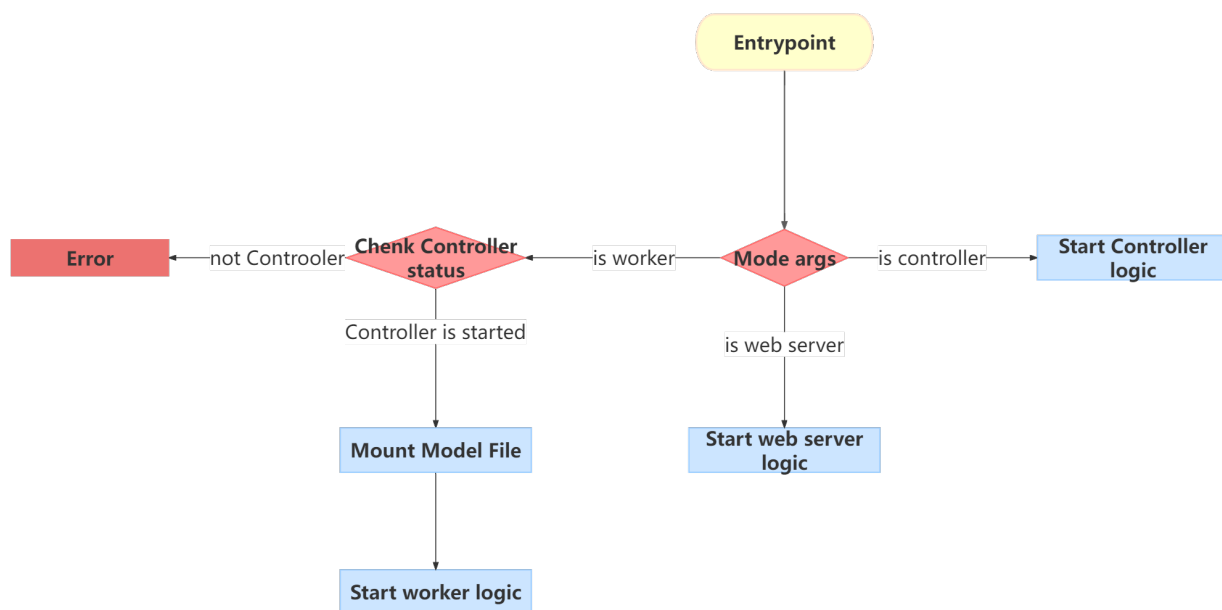 Entrypoint
Error
not Controoler
Chenk Controller
status
is worker
Mode args
is controller
Start Controller
logic
Controller is started
is web server
Mount Model File
Start web server
logic
Start worker logic